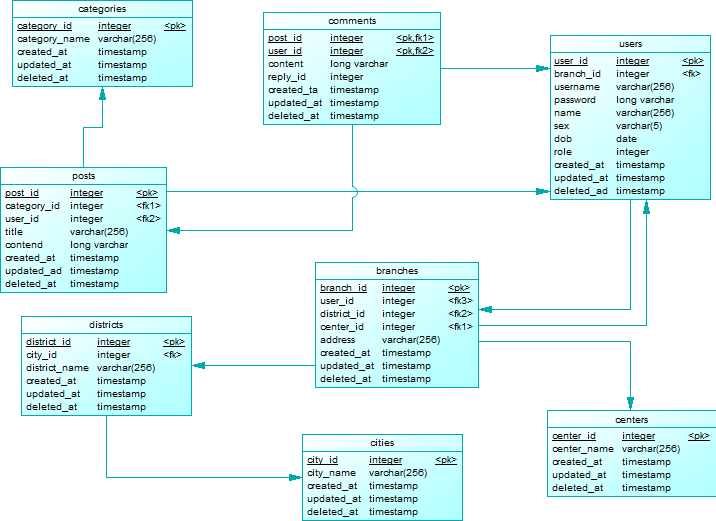 categories
category_id integer <pk>
category_name varchar(256)
created_at timestamp
updated_at timestamp
deleted_at timestamp
comments
post_id integer <pk,fk1>
user_id integer <pk,fk2>
content long varchar
reply_id integer
created_ta timestamp
updated_at timestamp
deleted_at timestamp
users
user_id integer <pk>
branch_id integer <fk>
username varchar(256)
password long varchar
name varchar(256)
sex varchar(5)
dob date
role integer
created_at timestamp
updated_at timestamp
deleted_ad timestamp
posts
post_id integer <pk>
category_id integer <fk1>
user_id integer <fk2>
title varchar(256)
contend long varchar
created_at timestamp
updated_ad timestamp
deleted_at timestamp
branches
branch_id integer <pk>
user_id integer <fk3>
district_id integer <fk2>
center_id integer <fk1>
address varchar(256)
created_at timestamp
updated_at timestamp
deleted_at timestamp
districts
district_id integer <pk>
city_id integer <fk>
district_name varchar(256)
created_at timestamp
updated_at timestamp
deleted_at timestamp
centers
center_id integer <pk>
center_name varchar(256)
created_at timestamp
updated_at timestamp
deleted_at timestamp
cities
city_id integer <pk>
city_name varchar(256)
created_at timestamp
updated_at timestamp
deleted_at timestamp